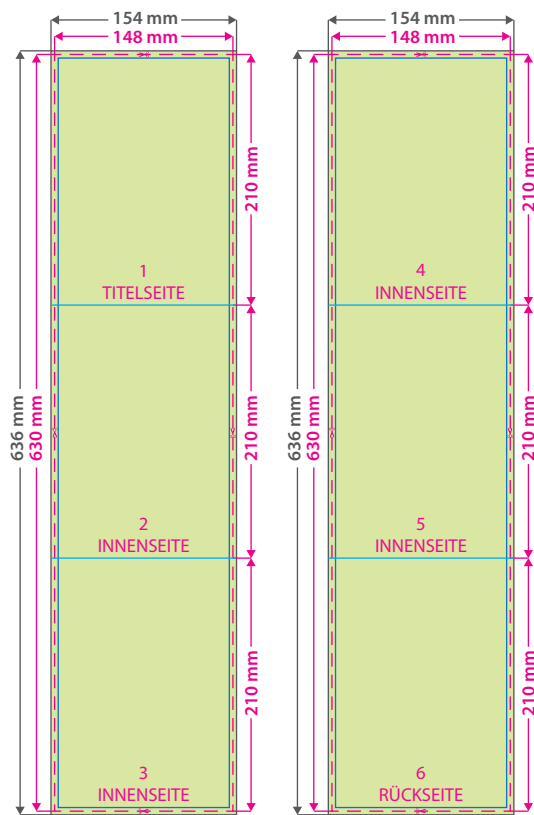 154 mm
148 mm
636 mm
630 mm
210 mm
1
TITELSEITE
210 mm
2
INNENSEITE
210 mm
3
INNENSEITE
154 mm
148 mm
636 mm
630 mm
210 mm
4
INNENSEITE
210 mm
5
INNENSEITE
210 mm
6
RÜCKSEITE